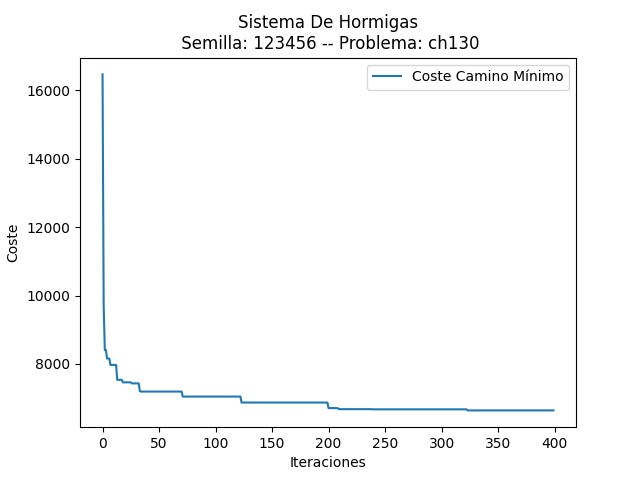 Sistema De Hormigas
Semilla: 123456 -- Problema: ch130
Coste Camino Mínimo
16000
14000
12000
10000
8000
Coste
0 50 100 150 200 250 300 350 400
Iteraciones